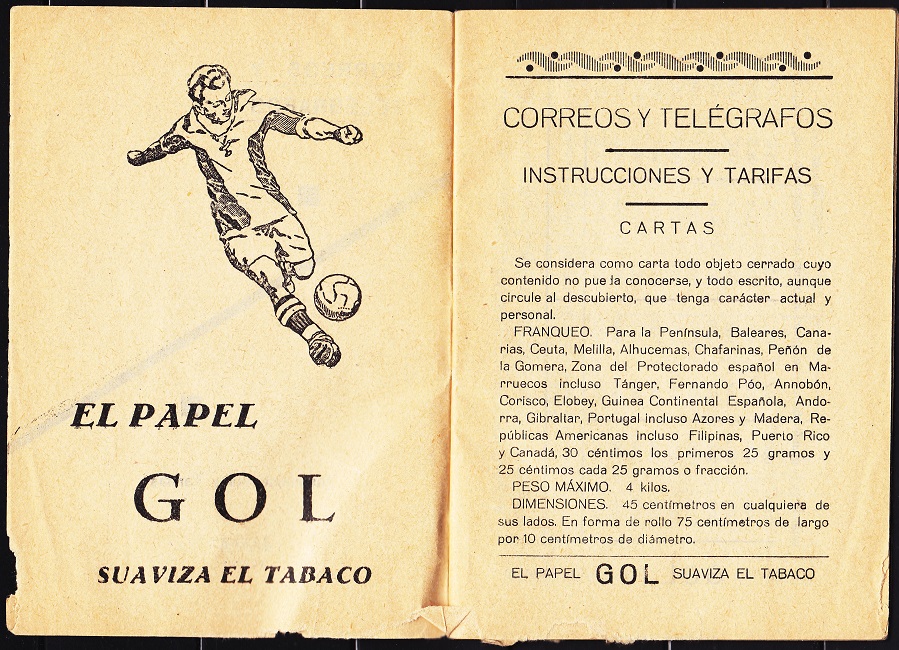 EL PAPEL
GOL
SUAVIZA EL TABACO
CORREOS Y TELÉGRAFOS
INSTRUCCIONES Y TARIFAS
CARTAS
Se considera como carta todo objeto cerrado cuyo
contenido no pueda conocerse, y todo escrito, aunque
circule al descubierto, que tenga carácter actual y
personal.
FRANQUEO. Para la Península, Baleares, Cana-
rias, Ceuta, Melilla, Alhucemas, Chafarinas, Peñón de
la Gomera, Zona del Protectorado español en Ma-
rruecos incluso Tánger, Fernando Póo, Annobón,
Corisco, Elobey, Guinea Continental Española, Ando-
rra, Gibraltar, Portugal incluso Azores y Madera, Re-
públicas Americanas incluso Filipinas, Puerto Rico
y Canadá, 30 céntimos los primeros 25 gramos y
25 céntimos cada 25 gramos o fracción.
PESO MÁXIMO. 4 kilos.
DIMENSIONES. 45 centímetros en cualquiera de
sus lados. En forma de rollo 75 centímetros de largo
por 10 centímetros de diámetro.
EL PAPEL GOL SUAVIZA EL TABACO